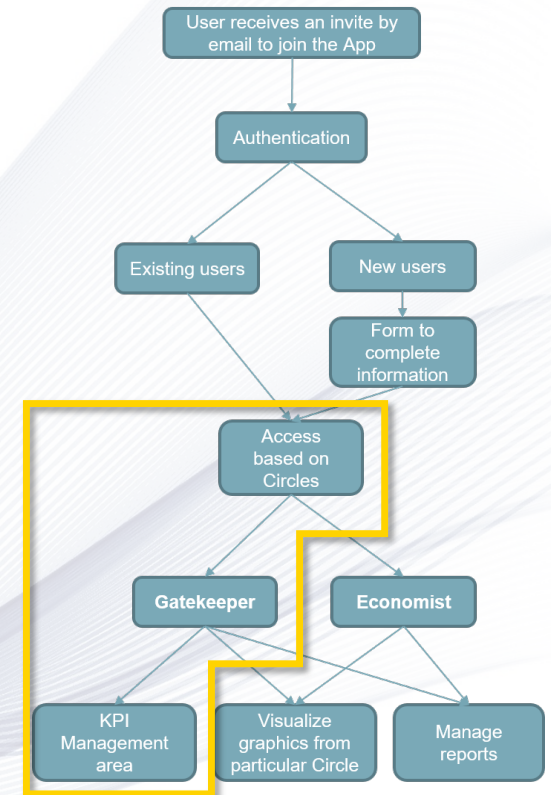 User receives an invite by
email to join the App
Authentication
Existing users
New users
Form to
complete
information
Access
based on
Circles
Gatekeeper
Economist
KPI
Management
area
Visualize
graphics from
particular Circle
Manage
reports